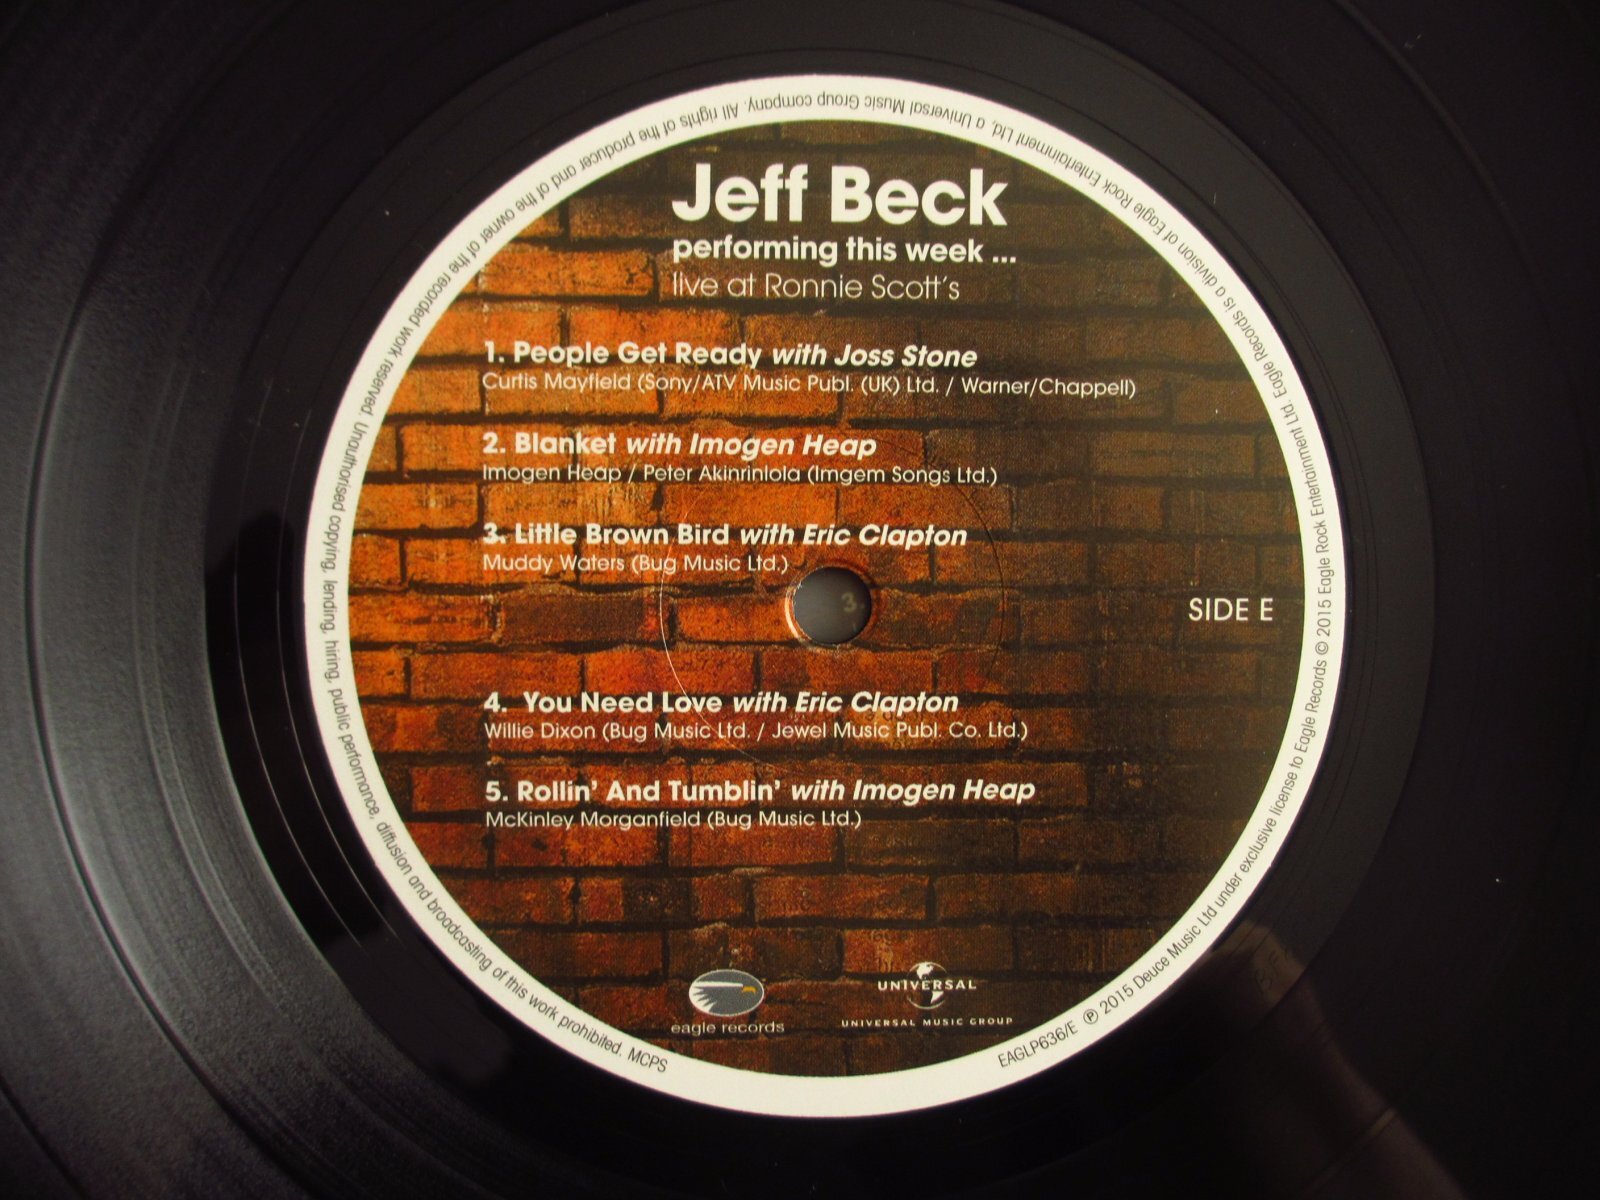 Jeff Beck
performing this week ...
live at Ronnie Scott's
1. People Get Ready with Joss Stone
Curtis Mayfield (Sony/ATV Music Publ. (UK) Ltd. / Warner/Chappell)
2. Blanket with Imogen Heap
Imogen Heap / Peter Akinrinlola (Imgem Songs Ltd.)
3. Little Brown Bird with Eric Clapton
Muddy Waters (Bug Music Ltd.)
3.
SIDE E
4. You Need Love with Eric Clapton
Willie Dixon (Bug Music Ltd. / Jewel Music Publ. Co. Ltd.)
5. Rollin' And Tumblin' with Imogen Heap
McKinley Morganfield (Bug Music Ltd.)
eagle records
UNIVERSAL
UNIVERSAL MUSIC GROUP
EAGLP636/E ℗ 2015 Deuce Music Ltd under exclusive license to Eagle Records © 2015 Eagle Rock Entertainment Ltd. Eagle Records is a division of Eagle Rock Entertainment Ltd, a Universal Music Group company. All rights of the producer and of the owner of the recorded work reserved. Unauthorised copying, lending, hiring, public performance, diffusion and broadcasting of this work prohibited. MCPS